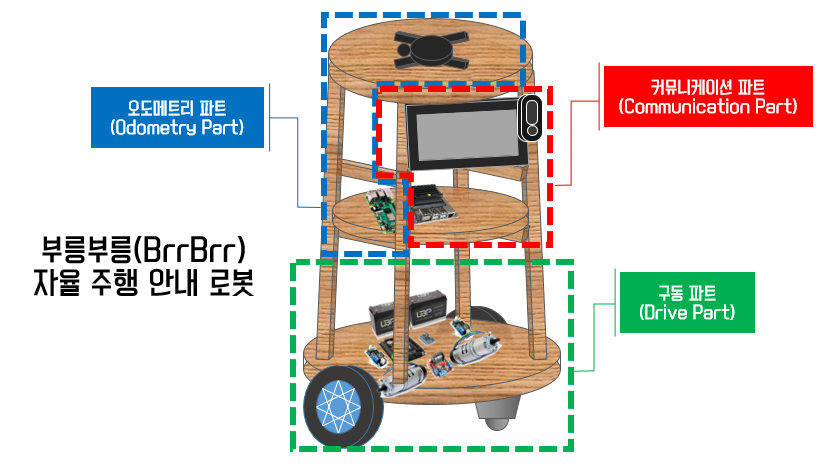 오도메트리 파트
(Odometry Part)
커뮤니케이션 파트
(Communication Part)
부릉부릉(BrrBrr)
자율 주행 안내 로봇
구동 파트
(Drive Part)